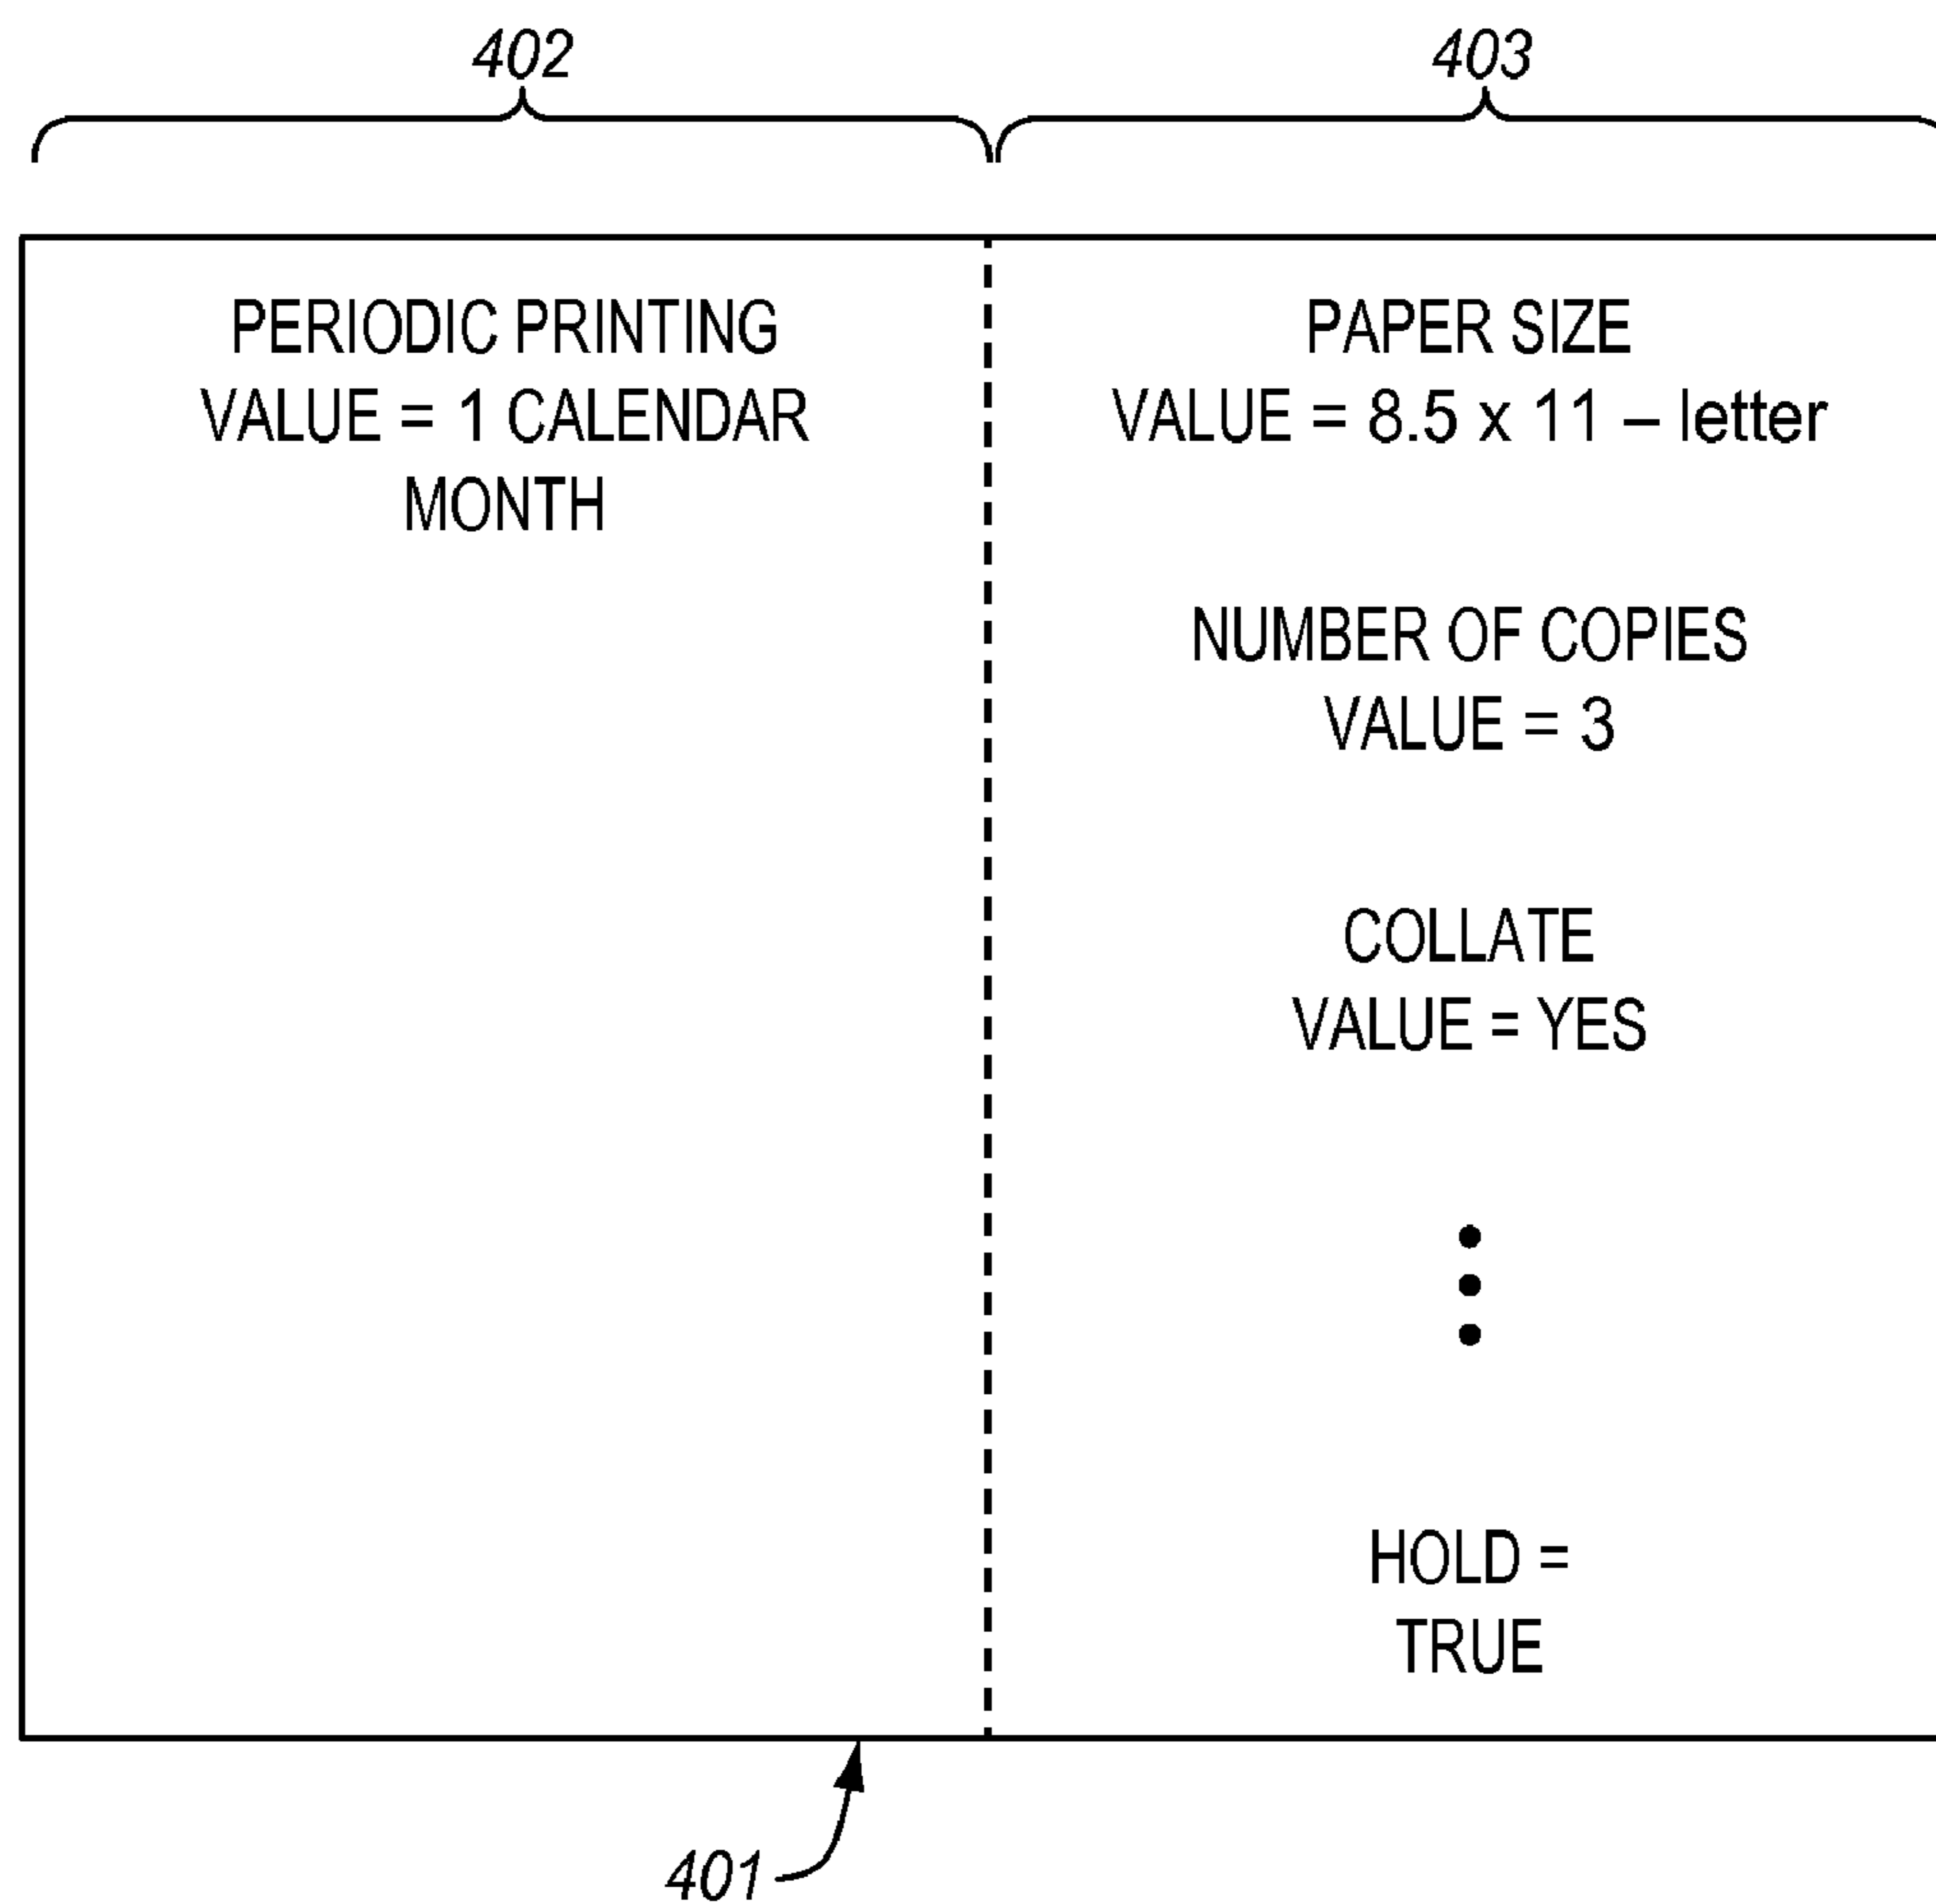 402
403
PERIODIC PRINTING
VALUE = 1 CALENDAR
MONTH
PAPER SIZE
VALUE = 8.5 x 11 – letter
NUMBER OF COPIES
VALUE = 3
COLLATE
VALUE = YES
HOLD =
TRUE
401